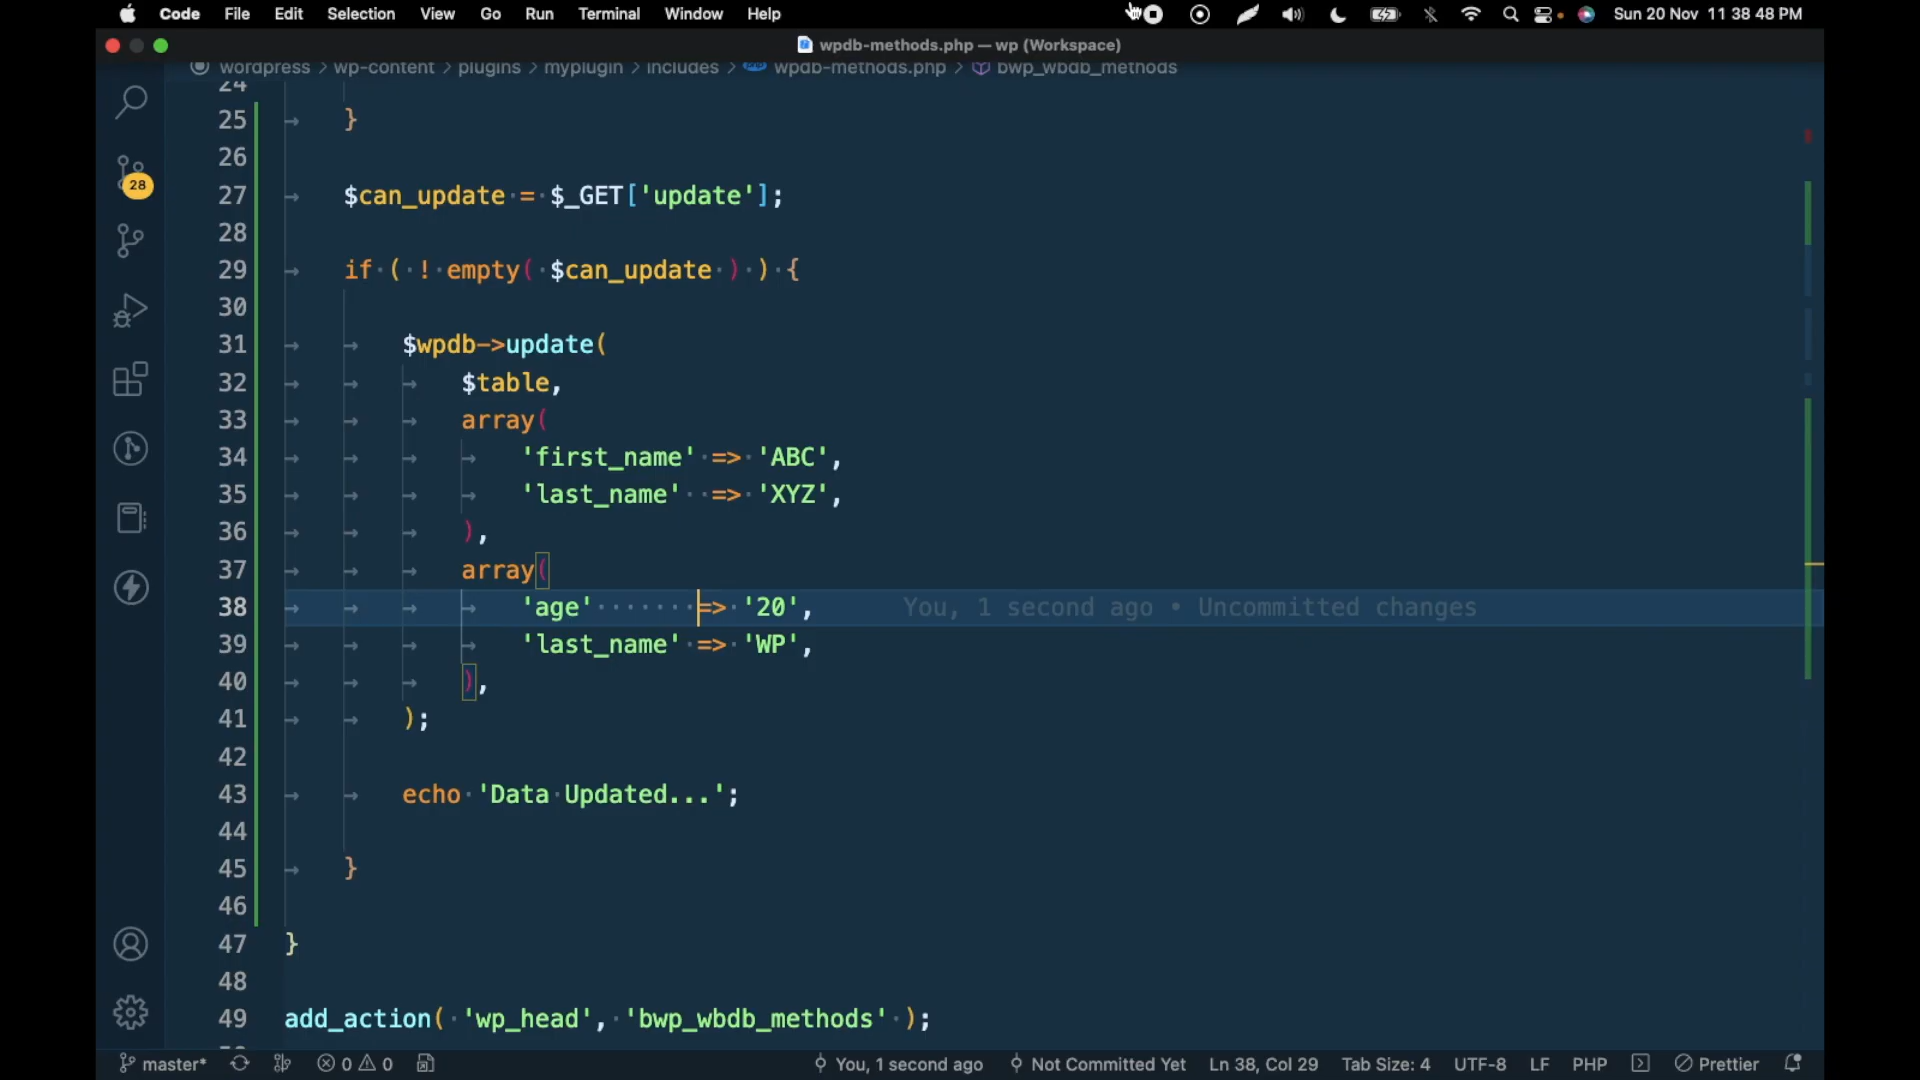 Code File Edit Selection View Go Run Terminal Window Help Sun 20 Nov 11 38 48 PM
wpdb-methods.php — wp (Workspace)
wordpress > wp-content > plugins > myplugin > includes > wpdb-methods.php > bwp_wbdb_methods
24
25 }
26
27 $can_update = $_GET['update'];
28
29 if ( ! empty( $can_update ) ) {
30
31 $wpdb->update(
32 $table,
33 array(
34 'first_name' => 'ABC',
35 'last_name' => 'XYZ',
36 ),
37 array(
38 'age' => '20', You, 1 second ago • Uncommitted changes
39 'last_name' => 'WP',
40 ),
41 );
42
43 echo 'Data Updated...';
44
45 }
46
47 }
48
49 add_action( 'wp_head', 'bwp_wbdb_methods' );
28
master* 0 0 You, 1 second ago Not Committed Yet Ln 38, Col 29 Tab Size: 4 UTF-8 LF PHP Prettier